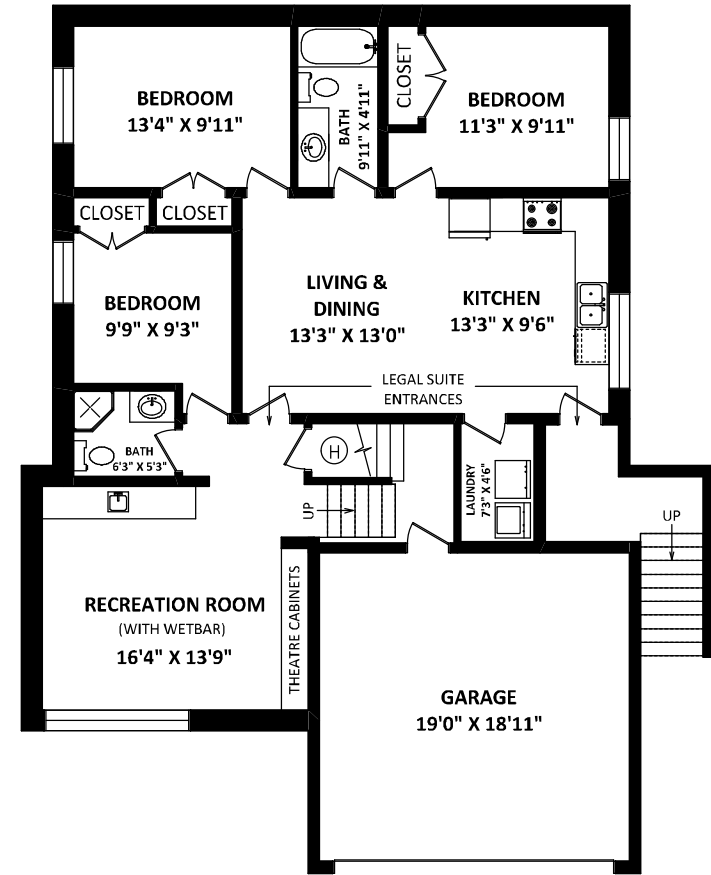 BEDROOM
13'4" X 9'11"
BATH
9'11" X 4'11"
CLOSET
BEDROOM
11'3" X 9'11"
CLOSET
CLOSET
BEDROOM
9'9" X 9'3"
LIVING &
DINING
13'3" X 13'0"
KITCHEN
13'3" X 9'6"
LEGAL SUITE
ENTRANCES
BATH
6'3" X 5'3"
H
LAUNDRY
7'3" X 4'6"
UP
UP
RECREATION ROOM
(WITH WETBAR)
16'4" X 13'9"
THEATRE CABINETS
GARAGE
19'0" X 18'11"